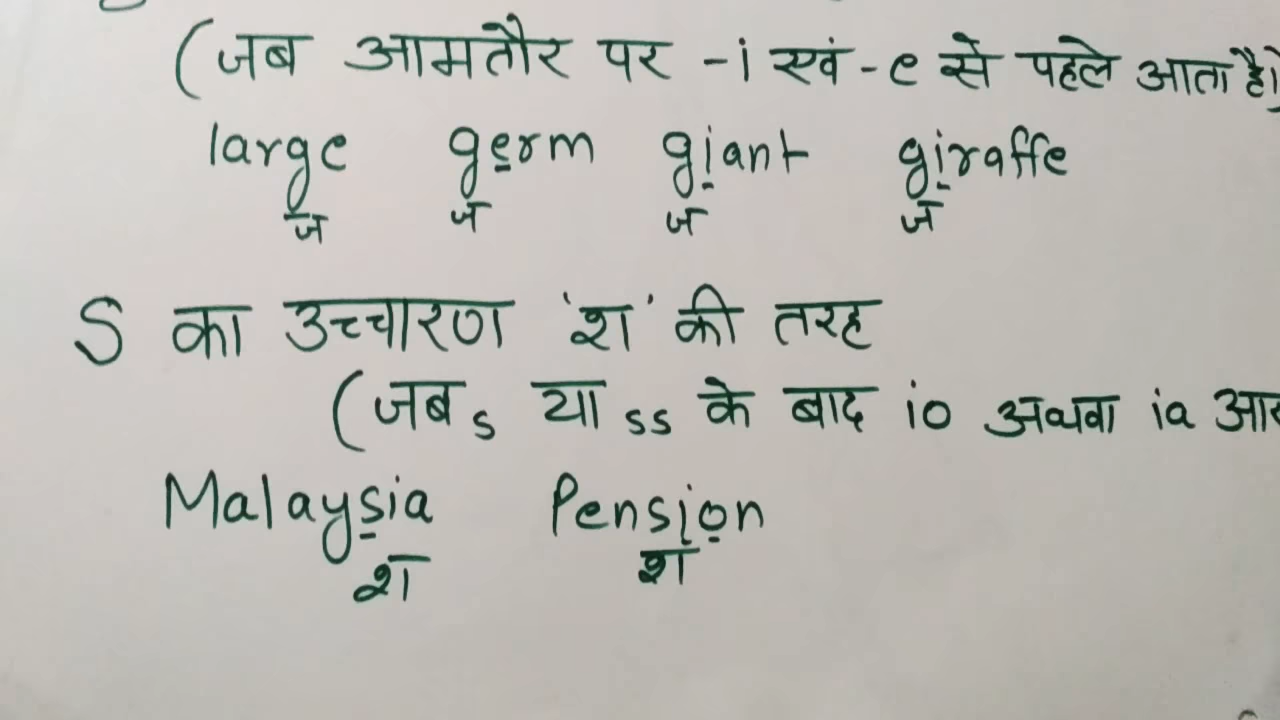 (जब आमतौर पर -i एवं -e से पहले आता है।)
large germ giant giraffe
ज ज ज ज
S का उच्चारण 'श' की तरह
(जब s या ss के बाद io अथवा ia
Malaysia Pension
श श